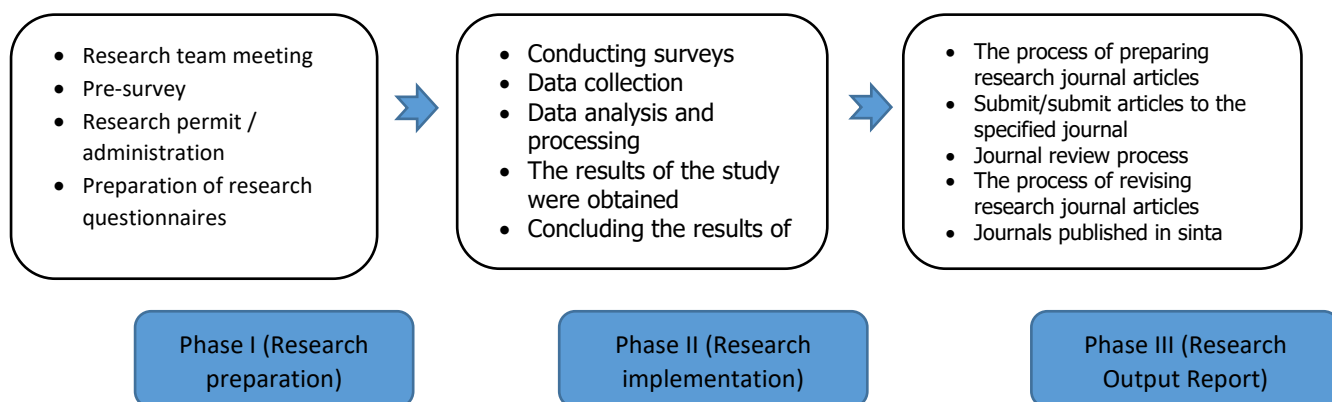 • Research team meeting
• Pre-survey
• Research permit /
administration
• Preparation of research
questionnaires
• Conducting surveys
• Data collection
• Data analysis and
processing
• The results of the study
were obtained
• Concluding the results of
• The process of preparing
research journal articles
• Submit/submit articles to the
specified journal
• Journal review process
• The process of revising
research journal articles
• Journals published in sinta
Phase I (Research
preparation)
Phase II (Research
implementation)
Phase III (Research
Output Report)